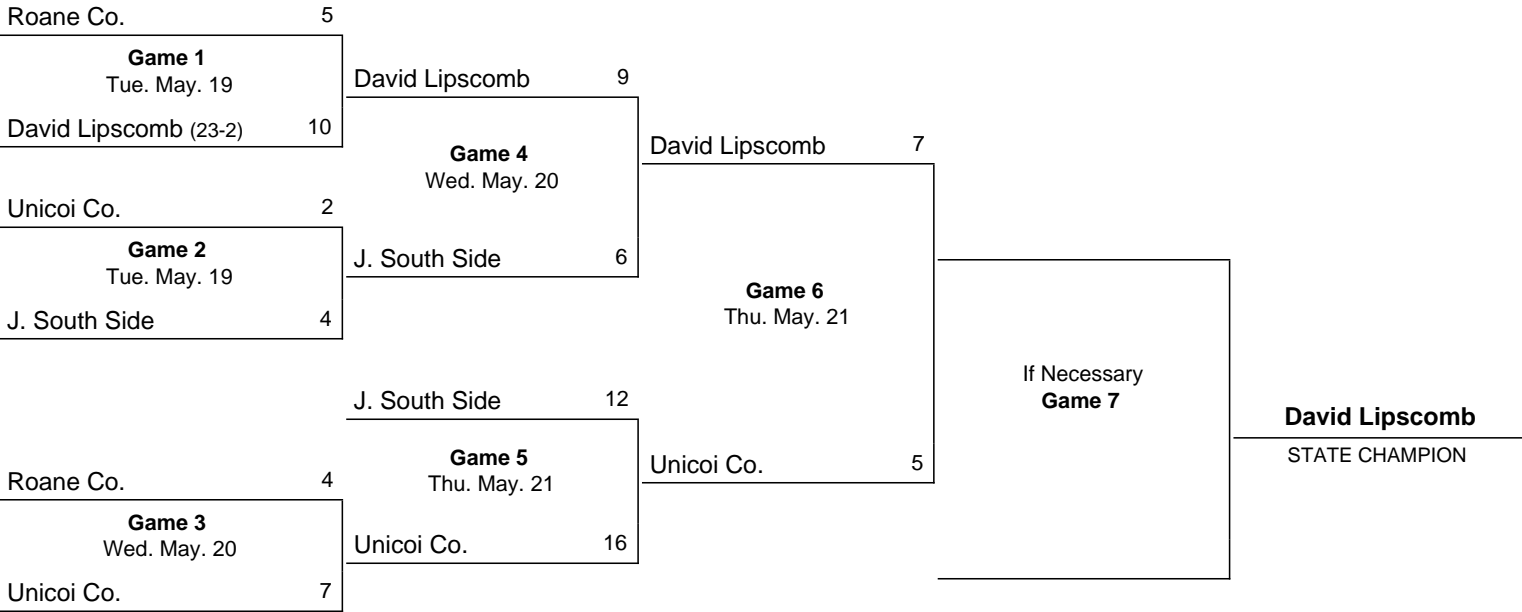 Roane Co. 5
Game 1
Tue. May. 19
David Lipscomb (23-2) 10
Unicoi Co. 2
Game 2
Tue. May. 19
J. South Side 4
Roane Co. 4
Game 3
Wed. May. 20
Unicoi Co. 7
David Lipscomb 9
Game 4
Wed. May. 20
J. South Side 6
J. South Side 12
Game 5
Thu. May. 21
Unicoi Co. 16
David Lipscomb 7
Game 6
Thu. May. 21
Unicoi Co. 5
If Necessary
Game 7
David Lipscomb
STATE CHAMPION